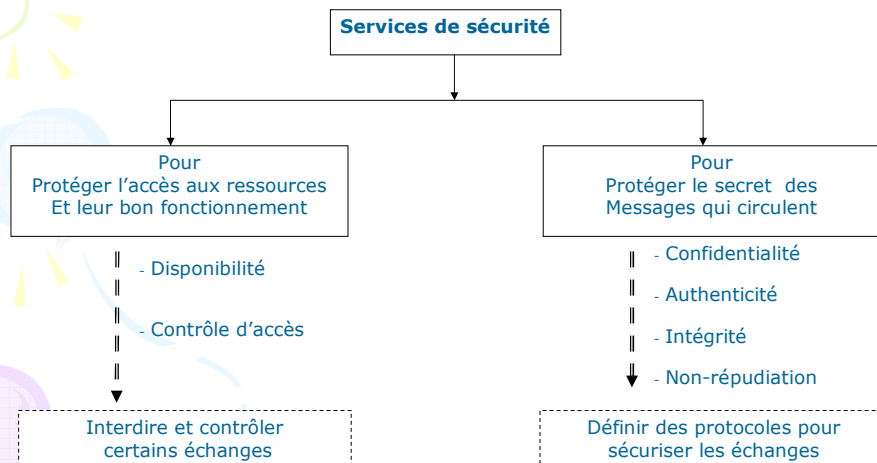 Services de sécurité
Pour
Protéger l'accès aux ressources
Et leur bon fonctionnement
- Disponibilité
- Contrôle d'accès
Interdire et contrôler
certains échanges
Pour
Protéger le secret des
Messages qui circulent
- Confidentialité
- Authenticité
- Intégrité
- Non-répudiation
Définir des protocoles pour
sécuriser les échanges